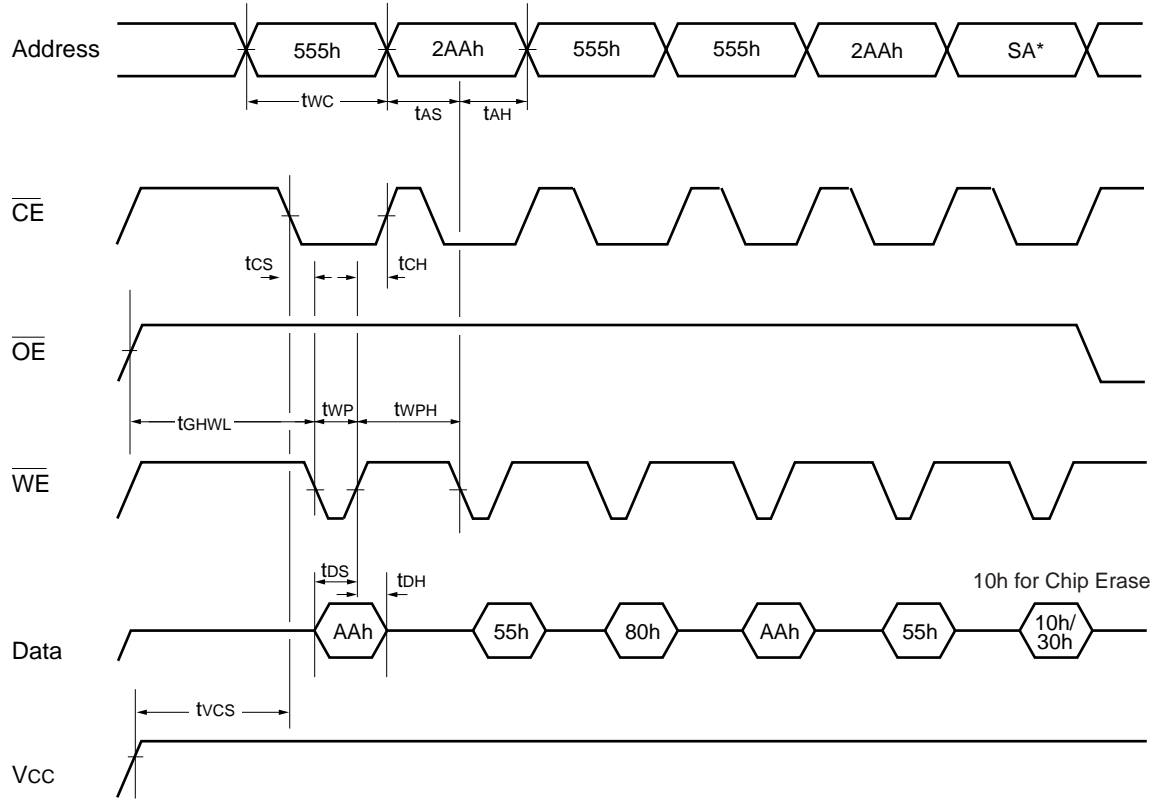 Address
555h
2AAh
555h
555h
2AAh
SA*
tWC
tAS
tAH
CE
tCS
tCH
OE
tGHWL
tWP
tWPH
WE
tDS
tDH
10h for Chip Erase
Data
AAh
55h
80h
AAh
55h
10h/
30h
tVCS
VCC